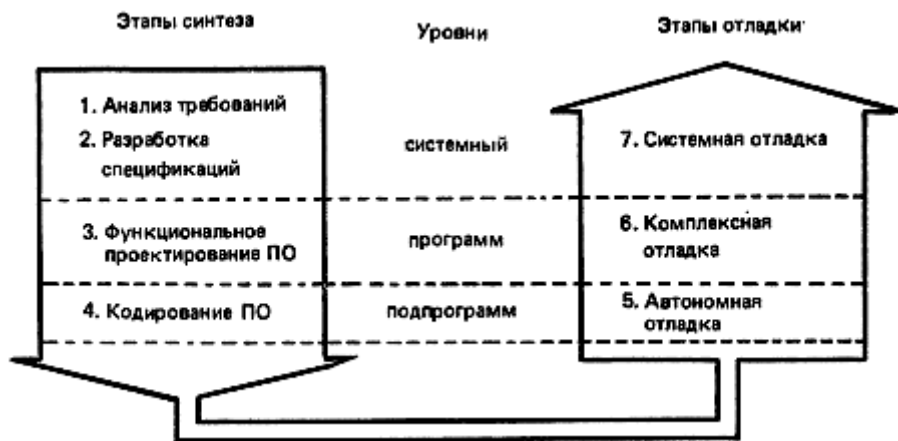 Этапы синтеза
Уровни
Этапы отладки
1. Анализ требований
2. Разработка
спецификаций
системный
7. Системная отладка
3. Функциональное
проектирование ПО
программ
6. Комплексная
отладка
4. Кодирование ПО
подпрограмм
5. Автономная
отладка